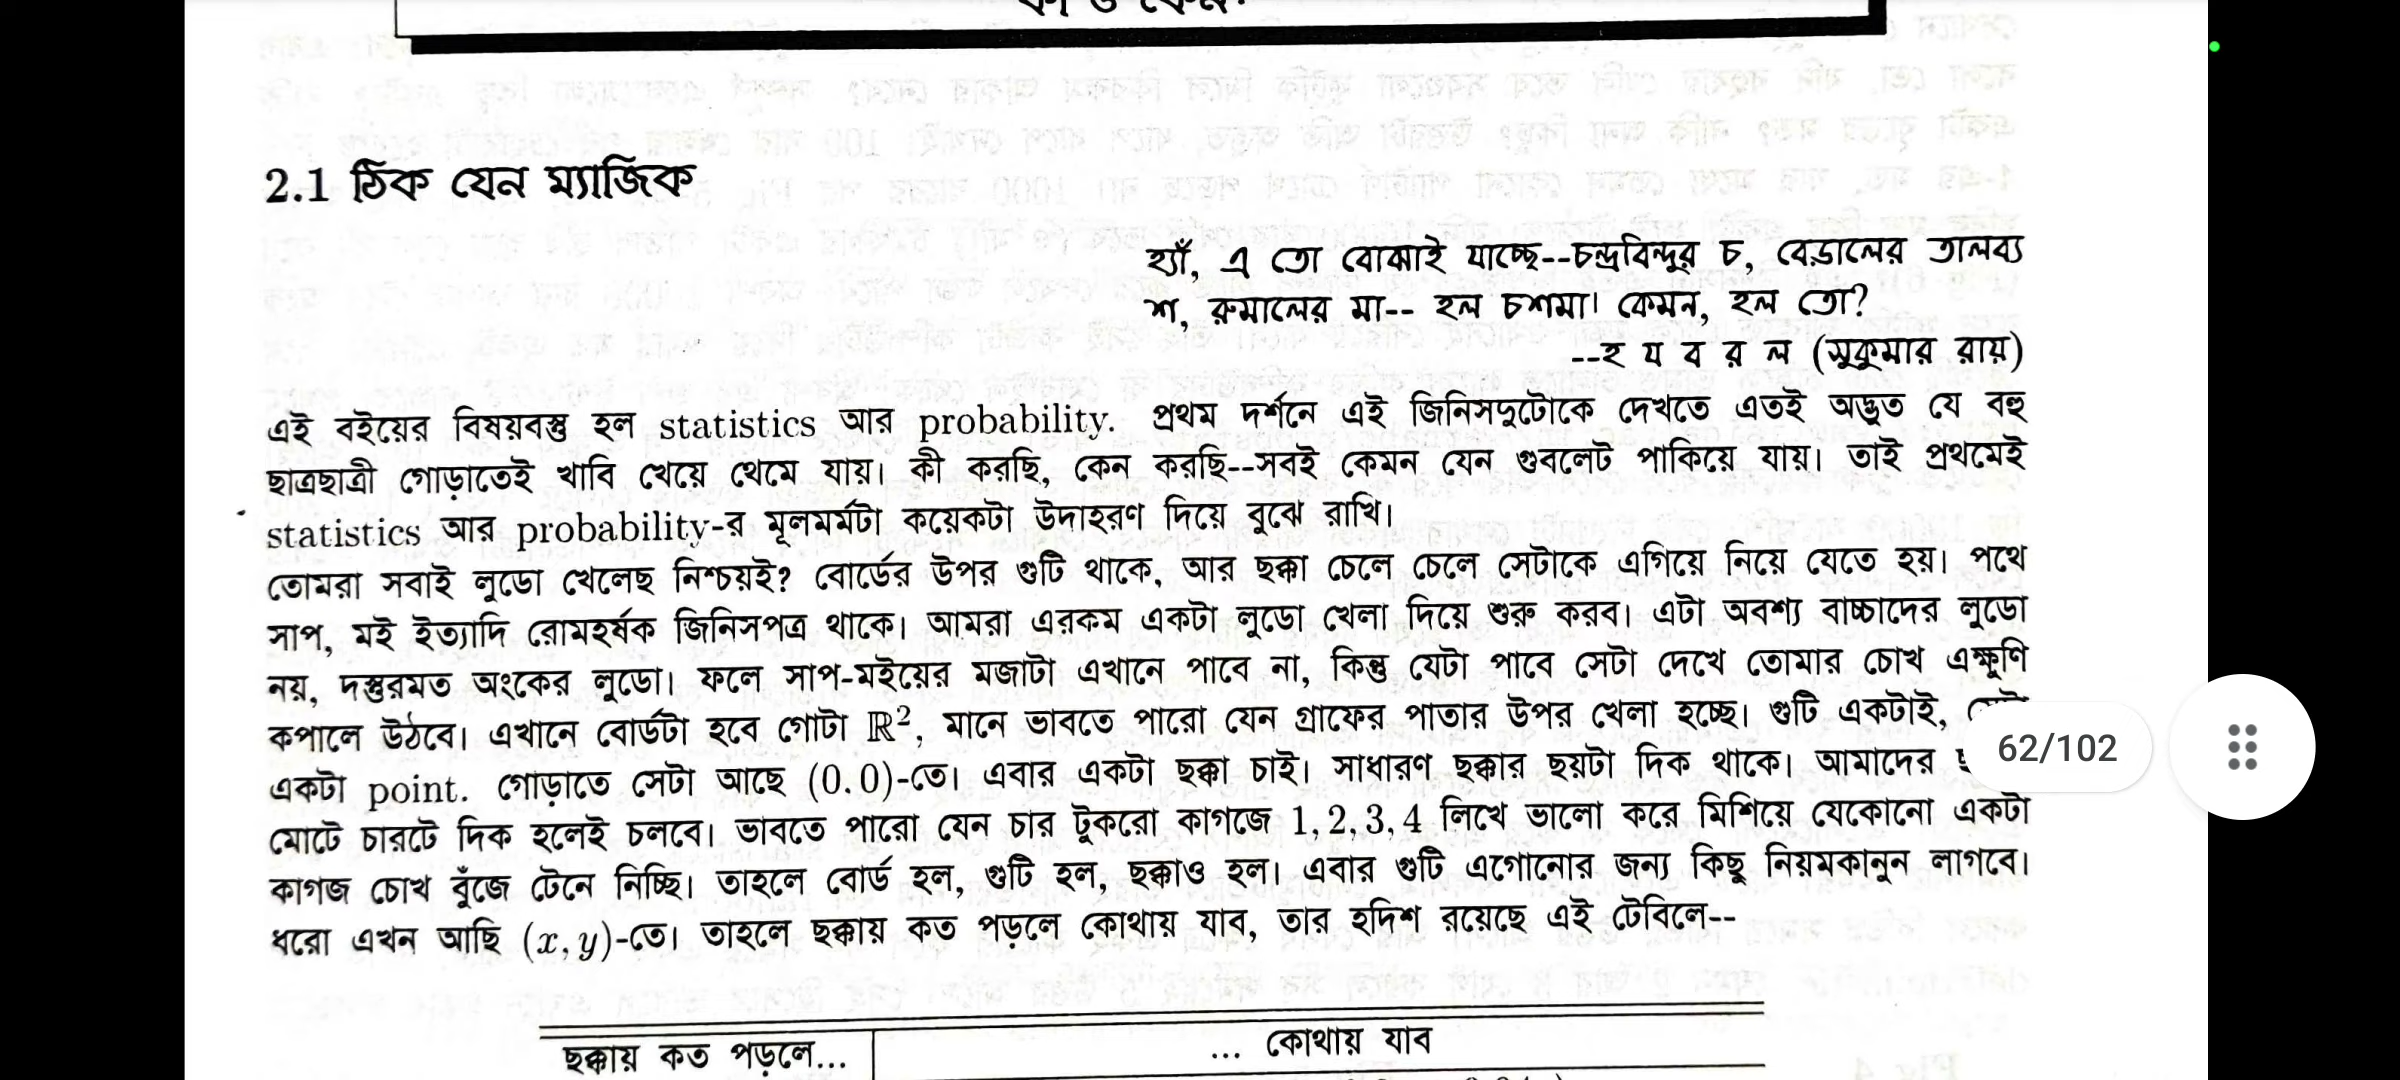 2.1 ঠিক যেন ম্যাজিক
হ্যাঁ, এ তো বোঝাই যাচ্ছে--চন্দ্রবিন্দুর চ, বেড়ালের তালব্য
শ, রুমালের মা-- হল চশমা। কেমন, হল তো?
--হ য ব র ল (সুকুমার রায়)
এই বইয়ের বিষয়বস্তু হল statistics আর probability. প্রথম দর্শনে এই জিনিসদুটোকে দেখতে এতই অদ্ভুত যে বহু
ছাত্রছাত্রী গোড়াতেই খাবি খেয়ে থেমে যায়। কী করছি, কেন করছি--সবই কেমন যেন গুবলেট পাকিয়ে যায়। তাই প্রথমেই
statistics আর probability-র মূলমর্মটা কয়েকটা উদাহরণ দিয়ে বুঝে রাখি।
তোমরা সবাই লুডো খেলেছ নিশ্চয়ই? বোর্ডের উপর গুটি থাকে, আর ছক্কা চেলে চেলে সেটাকে এগিয়ে নিয়ে যেতে হয়। পথে
সাপ, মই ইত্যাদি রোমহর্ষক জিনিসপত্র থাকে। আমরা এরকম একটা লুডো খেলা দিয়ে শুরু করব। এটা অবশ্য বাচ্চাদের লুডো
নয়, দস্তুরমত অংকের লুডো। ফলে সাপ-মইয়ের মজাটা এখানে পাবে না, কিন্তু যেটা পাবে সেটা দেখে তোমার চোখ এক্ষুণি
কপালে উঠবে। এখানে বোর্ডটা হবে গোটা ℝ², মানে ভাবতে পারো যেন গ্রাফের পাতার উপর খেলা হচ্ছে। গুটি একটাই,
একটা point. গোড়াতে সেটা আছে (0,0)-তে। এবার একটা ছক্কা চাই। সাধারণ ছক্কার ছয়টা দিক থাকে। আমাদের
মোটে চারটে দিক হলেই চলবে। ভাবতে পারো যেন চার টুকরো কাগজে 1,2,3,4 লিখে ভালো করে মিশিয়ে যেকোনো একটা
কাগজ চোখ বুঁজে টেনে নিচ্ছি। তাহলে বোর্ড হল, গুটি হল, ছক্কাও হল। এবার গুটি এগোনোর জন্য কিছু নিয়মকানুন লাগবে।
ধরো এখন আছি (x,y)-তে। তাহলে ছক্কায় কত পড়লে কোথায় যাব, তার হদিশ রয়েছে এই টেবিলে--
ছক্কায় কত পড়লে... ... কোথায় যাব
62/102